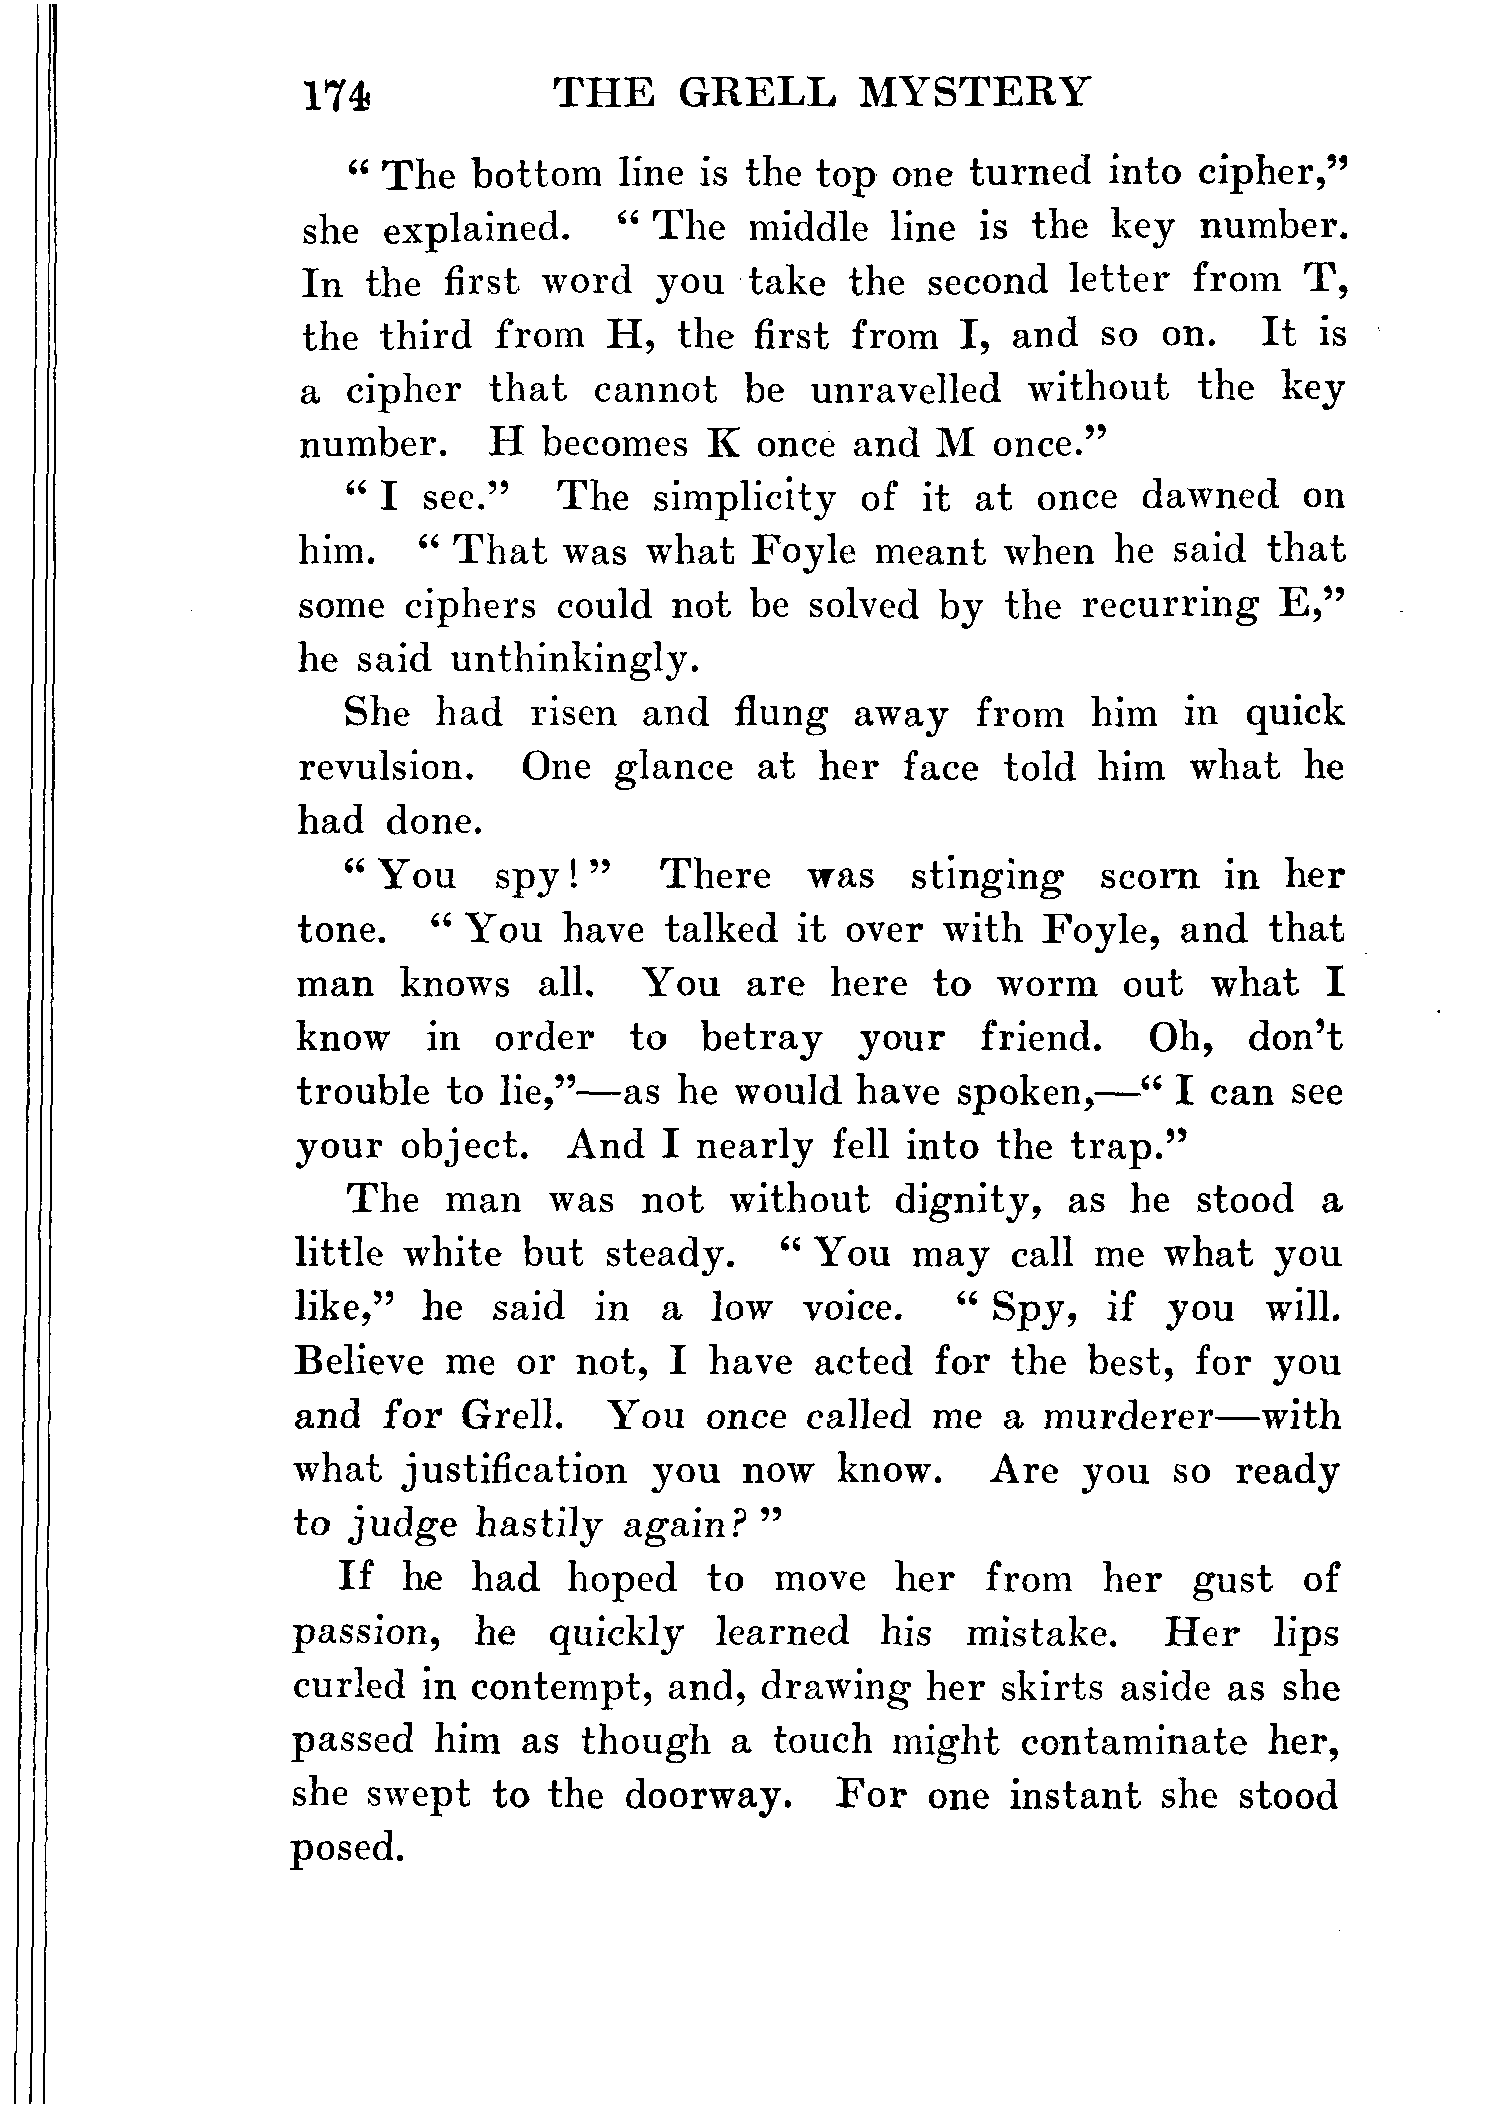 174 THE GRELL MYSTERY
“ The bottom line is the top one turned into cipher,”
she explained. “ The middle line is the key number.
In the first word you take the second letter from T,
the third from H, the first from I, and so on. It is
a cipher that cannot be unravelled without the key
number. H becomes K once and M once.”
“ I see.” The simplicity of it at once dawned on
him. “ That was what Foyle meant when he said that
some ciphers could not be solved by the recurring E,”
he said unthinkingly.
She had risen and flung away from him in quick
revulsion. One glance at her face told him what he
had done.
“ You spy! ” There was stinging scorn in her
tone. “ You have talked it over with Foyle, and that
man knows all. You are here to worm out what I
know in order to betray your friend. Oh, don’t
trouble to lie,”—as he would have spoken,—“ I can see
your object. And I nearly fell into the trap.”
The man was not without dignity, as he stood a
little white but steady. “ You may call me what you
like,” he said in a low voice. “ Spy, if you will.
Believe me or not, I have acted for the best, for you
and for Grell. You once called me a murderer—with
what justification you now know. Are you so ready
to judge hastily again? ”
If he had hoped to move her from her gust of
passion, he quickly learned his mistake. Her lips
curled in contempt, and, drawing her skirts aside as she
passed him as though a touch might contaminate her,
she swept to the doorway. For one instant she stood
posed.